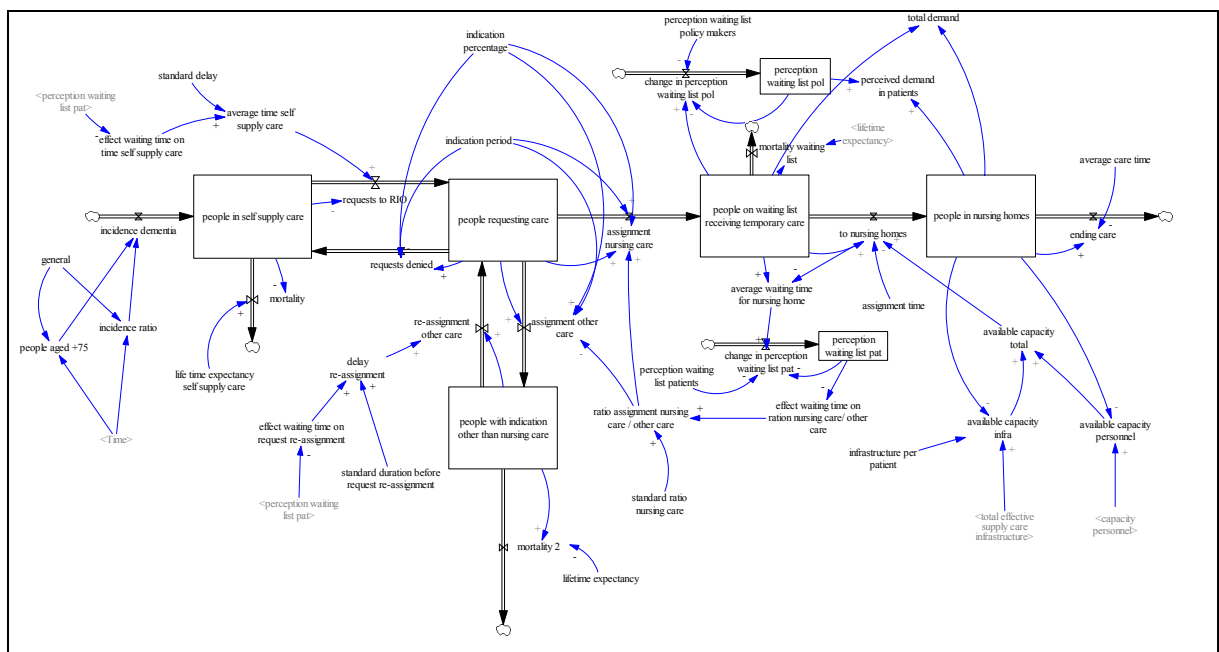 total demand
perception waiting list
policy makers
indication
percentage
perception
waiting list pol
change in perception
waiting list pol
perceived demand
in patients
standard delay
<perception waiting
list pat>
average time self
supply care
effect waiting time on
time self supply care
indication period
<lifetime
expectancy>
mortality waiting
list
average care time
people in self supply care
requests to RIO
people requesting care
people on waiting list
receiving temporary care
people in nursing homes
incidence dementia
assignment
nursing care
to nursing homes
ending care
general
requests denied
mortality
average waiting time
for nursing home
assignment time
incidence ratio
re-assignment
other care
assignment other
care
available capacity
total
people aged +75
perception
waiting list pat
change in perception
waiting list pat
delay
re-assignment
perception waiting
list patients
life time expectancy
self supply care
effect waiting time on
ration nursing care/ other
care
ratio assignment nursing
care / other care
people with indication
other than nursing care
effect waiting time on
request re-assignment
available capacity
infra
available capacity
personnel
<Time>
infrastructure per
patient
standard duration before
request re-assignment
standard ratio
nursing care
<perception waiting
list pat>
<total effective
supply care
infrastructure>
<capacity
personnel>
mortality 2
lifetime expectancy